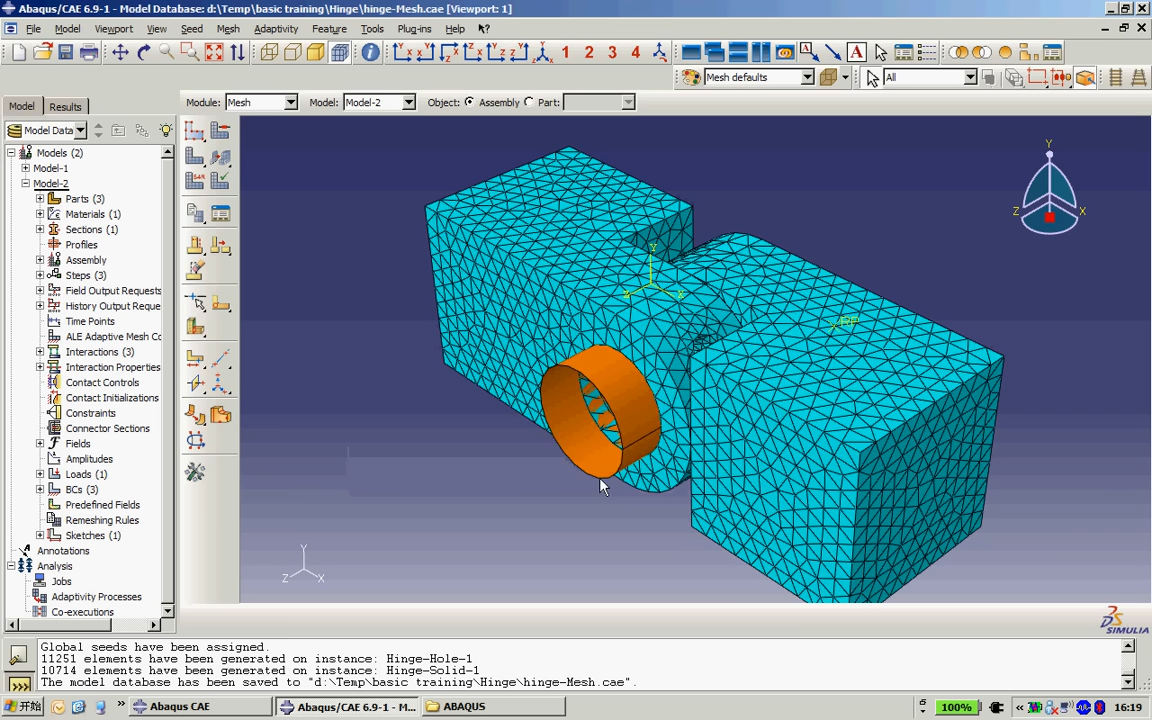 Abaqus/CAE 6.9-1 - Model Database: d:\Temp\basic training\Hinge\hinge-Mesh.cae [Viewport: 1]
File Model Viewport View Seed Mesh Adaptivity Feature Tools Plug-ins Help
1 2 3 4
Mesh defaults All
Model Results Module: Mesh Model: Model-2 Object: Assembly Part:
Model Data
Models (2)
Model-1
Model-2
Parts (3)
Materials (1)
Sections (1)
Profiles
Assembly
Steps (3)
Field Output Requests
History Output Reque
Time Points
ALE Adaptive Mesh Co
Interactions (3)
Interaction Properties
Contact Controls
Contact Initializations
Constraints
Connector Sections
Fields
Amplitudes
Loads (1)
BCs (3)
Predefined Fields
Remeshing Rules
Sketches (1)
Annotations
Analysis
Jobs
Adaptivity Processes
Co-executions
Y
Z X
Y
Z X
RP
Y
Z X
SIMULIA
Global seeds have been assigned.
11251 elements have been generated on instance: Hinge-Hole-1
10714 elements have been generated on instance: Hinge-Solid-1
The model database has been saved to "d:\Temp\basic training\Hinge\hinge-Mesh.cae".
开始 Abaqus CAE Abaqus/CAE 6.9-1 - M... ABAQUS 100% 16:19